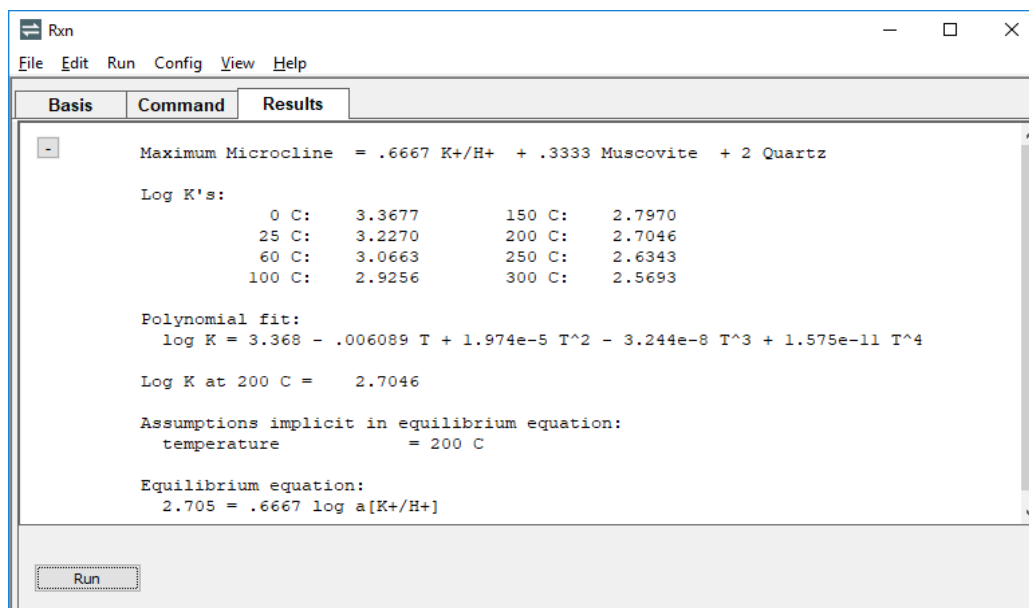 Rxn
File Edit Run Config View Help
Basis Command Results
-
Maximum Microcline = .6667 K+/H+ + .3333 Muscovite + 2 Quartz
Log K's:
0 C: 3.3677 150 C: 2.7970
25 C: 3.2270 200 C: 2.7046
60 C: 3.0663 250 C: 2.6343
100 C: 2.9256 300 C: 2.5693
Polynomial fit:
log K = 3.368 - .006089 T + 1.974e-5 T^2 - 3.244e-8 T^3 + 1.575e-11 T^4
Log K at 200 C = 2.7046
Assumptions implicit in equilibrium equation:
temperature = 200 C
Equilibrium equation:
2.705 = .6667 log a[K+/H+]
Run